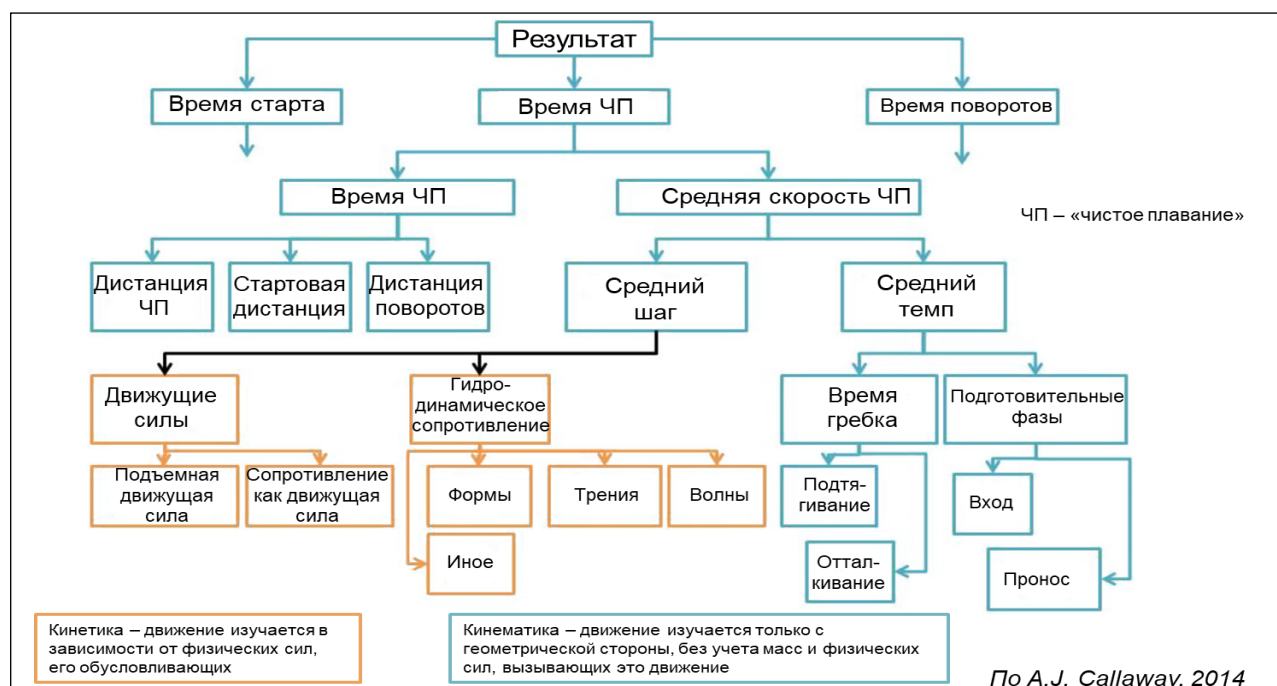 Результат
Время старта
Время ЧП
Время поворотов
Время ЧП
Средняя скорость ЧП
ЧП – «чистое плавание»
Дистанция
ЧП
Стартовая
дистанция
Дистанция
поворотов
Средний
шаг
Средний
темп
Движущие
силы
Гидро-
динамическое
сопротивление
Время
гребка
Подготовительные
фазы
Подъемная
движущая
сила
Сопротивление
как движущая
сила
Формы
Трения
Волны
Подтя-
гивание
Вход
Иное
Оттал-
кивание
Пронос
Кинетика – движение изучается в
зависимости от физических сил,
его обусловливающих
Кинематика – движение изучается только с
геометрической стороны, без учета масс и физических
сил, вызывающих это движение
По A.J. Callaway, 2014